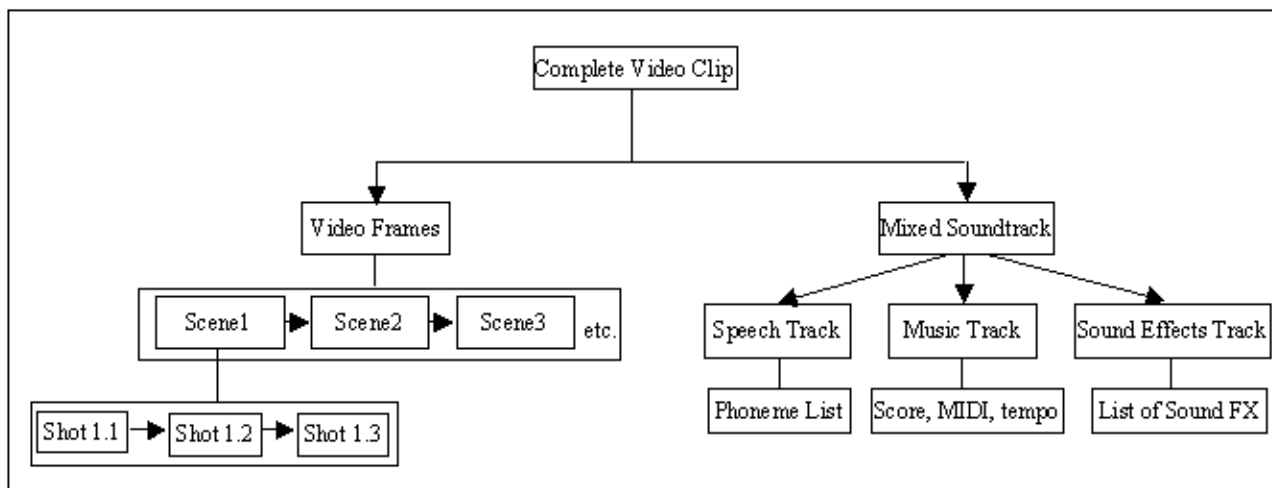 Complete Video Clip
Video Frames
Mixed Soundtrack
Scene1
Scene2
Scene3
etc.
Speech Track
Music Track
Sound Effects Track
Phoneme List
Score, MIDI, tempo
List of Sound FX
Shot 1.1
Shot 1.2
Shot 1.3